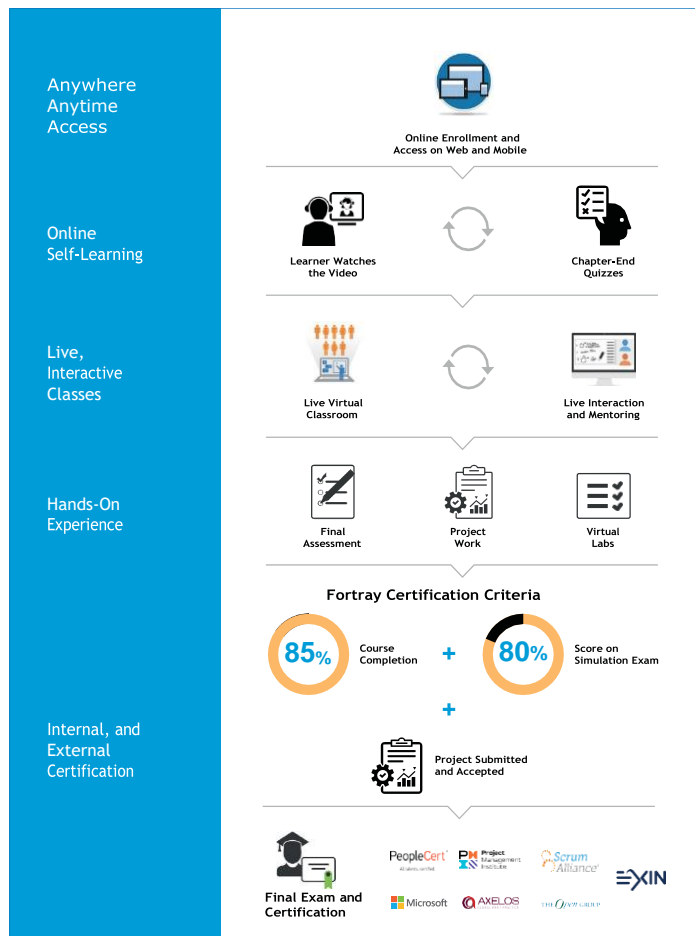 Anywhere
Anytime
Access
Online Enrollment and
Access on Web and Mobile
Online
Self-Learning
Learner Watches
the Video
Chapter-End
Quizzes
Live,
Interactive
Classes
Live Virtual
Classroom
Live Interaction
and Mentoring
Hands-On
Experience
Final
Assessment
Project
Work
Virtual
Labs
Fortray Certification Criteria
85%
Course
Completion
+
80%
Score on
Simulation Exam
+
Internal, and
External
Certification
Project Submitted
and Accepted
Final Exam and
Certification
PeopleCert
Project
Management
Institute
Scrum
Alliance®
EXIN
Microsoft
AXELOS
THE Open GROUP